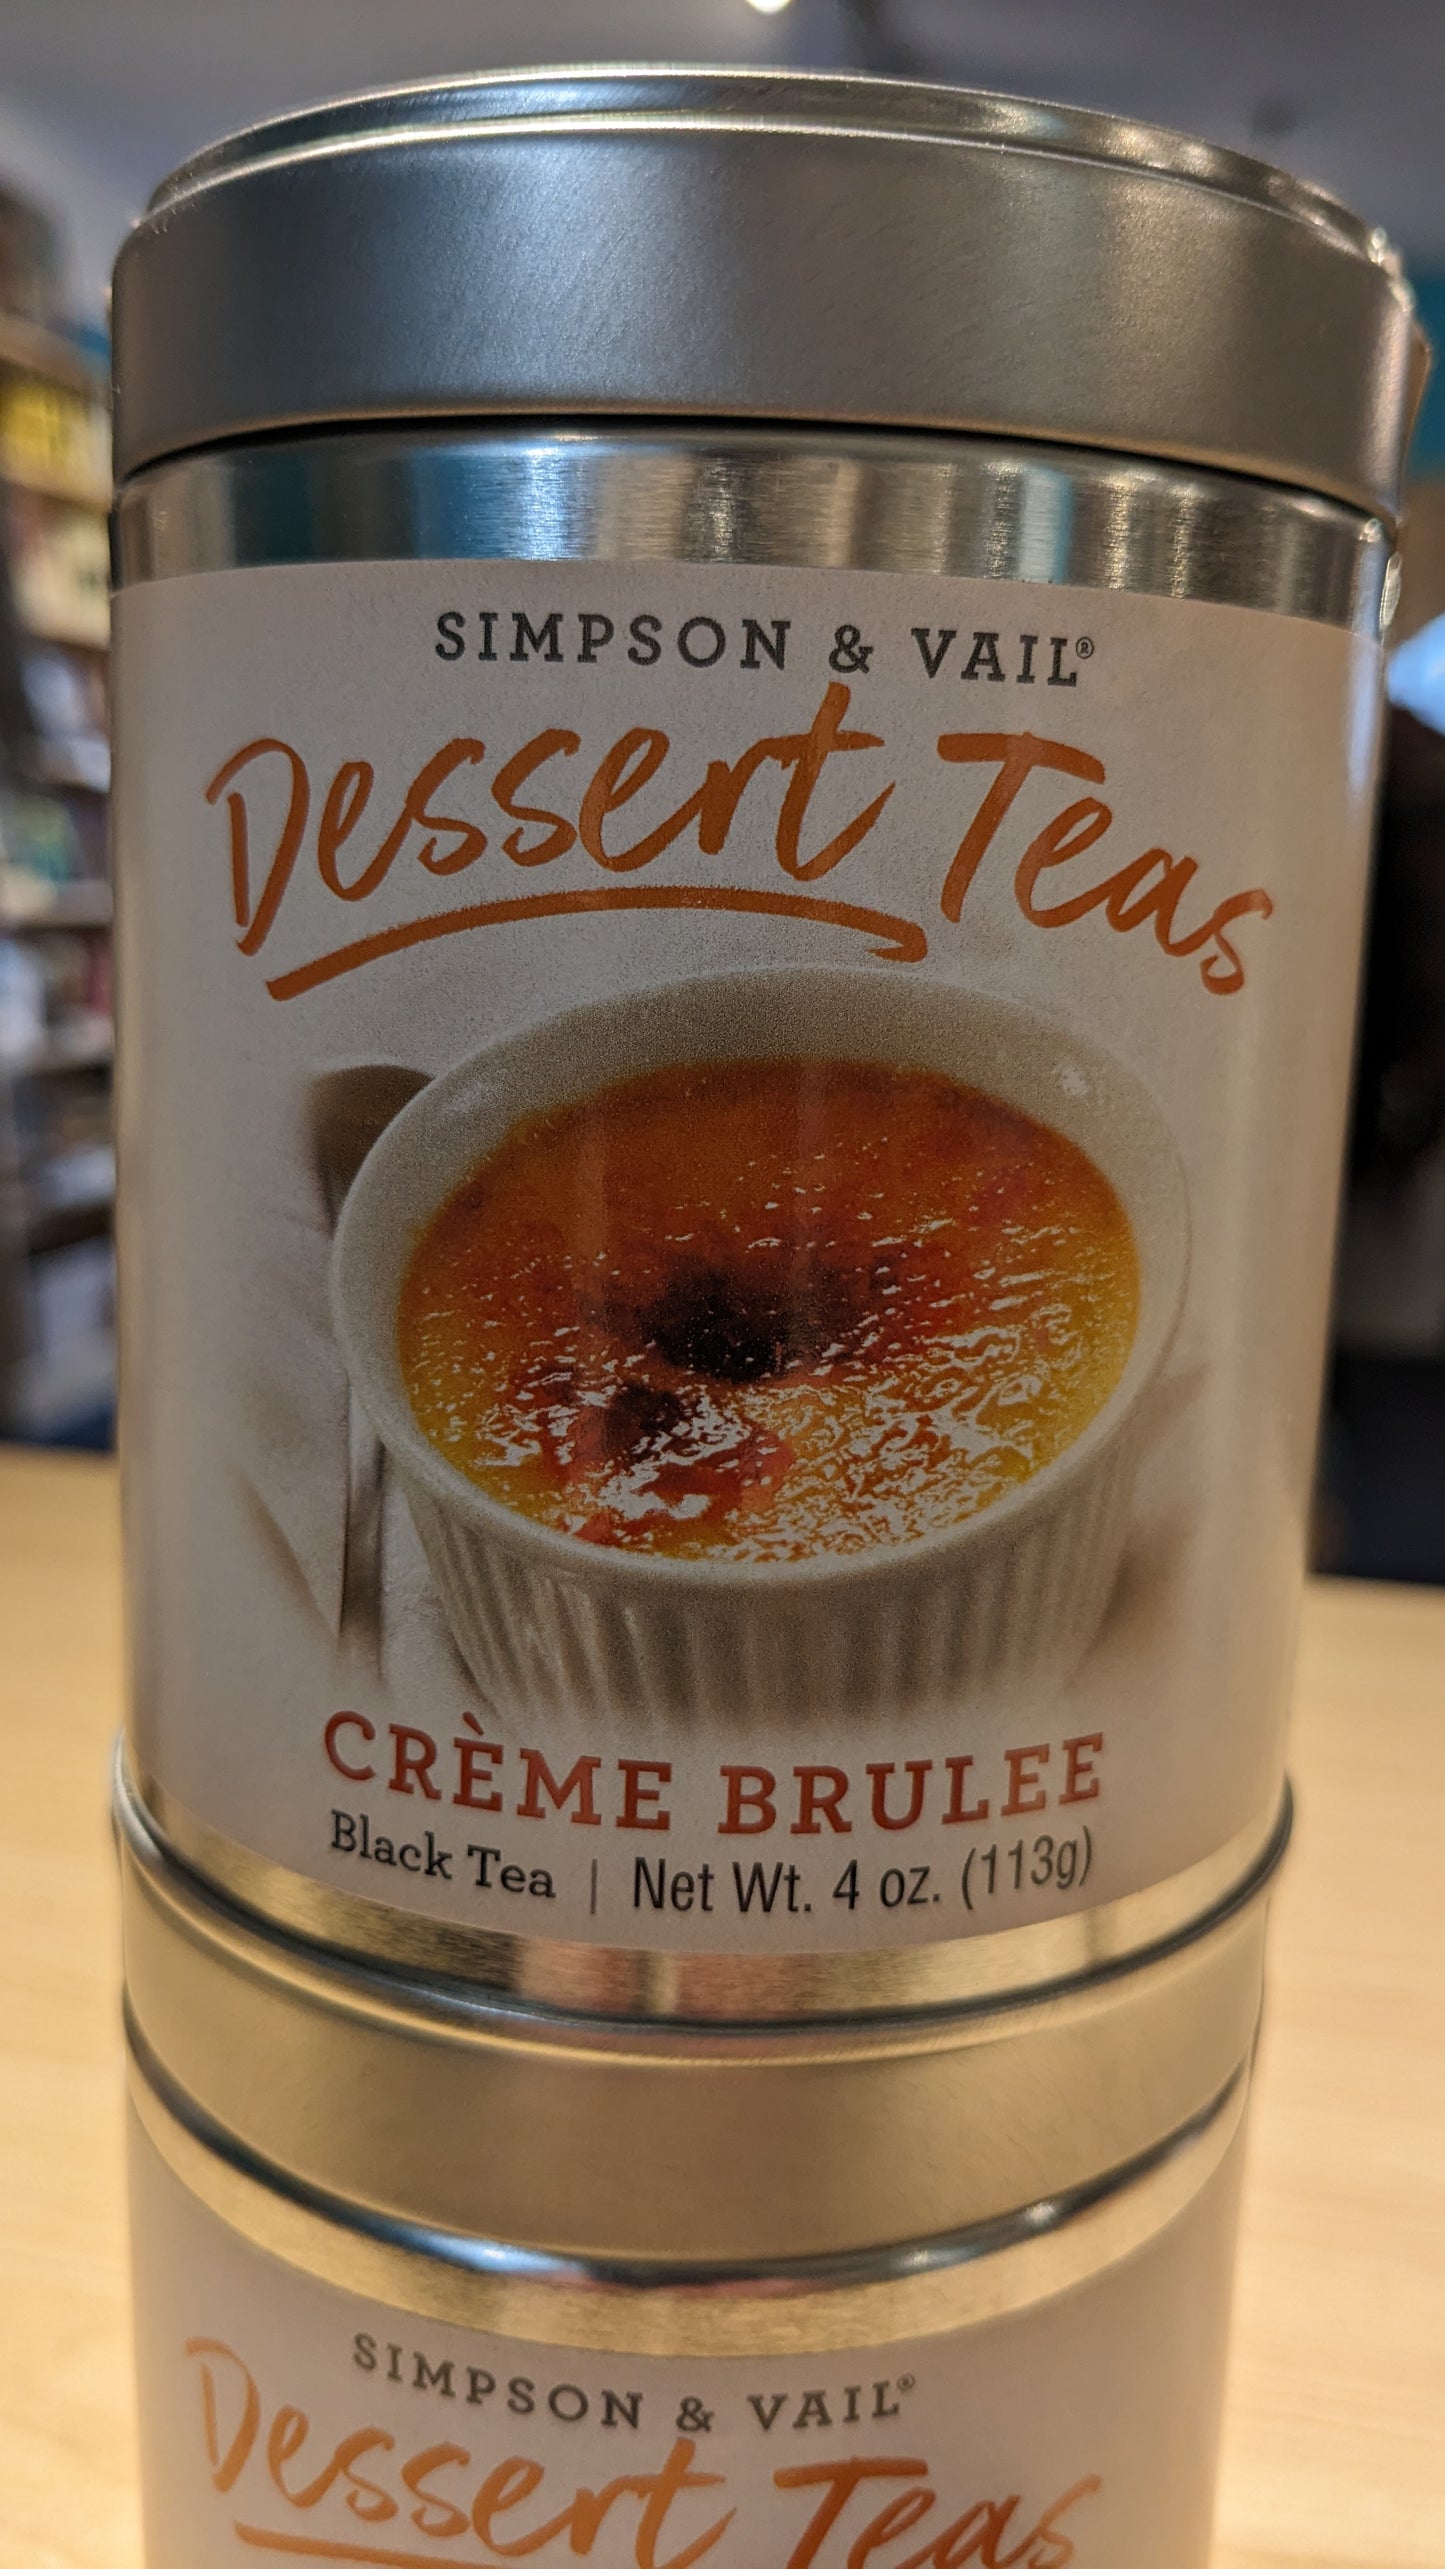 SIMPSON & VAIL®
Dessert Teas
CRÈME BRULEE
Black Tea | Net Wt. 4 oz. (113g)
SIMPSON & VAIL®
Dessert Teas